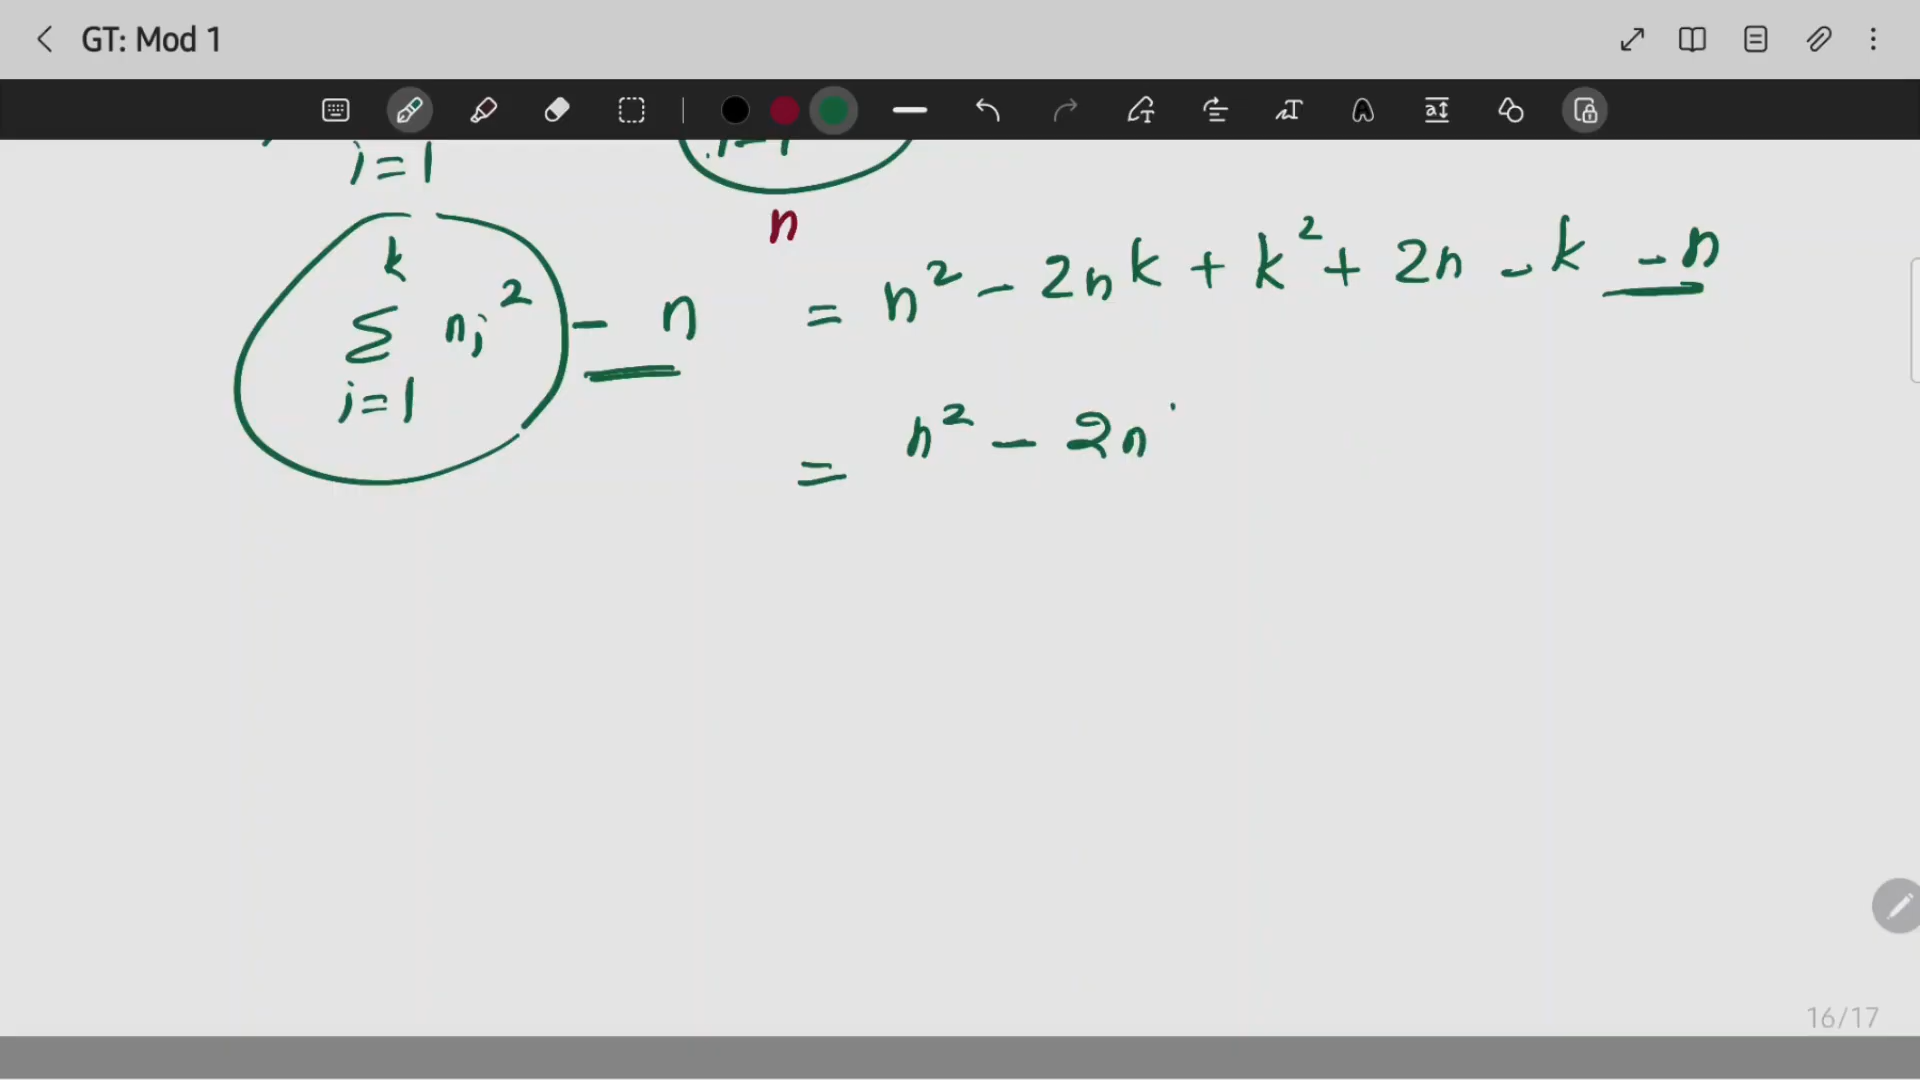 GT: Mod 1
i=1
n
k
Σ nᵢ² - n = n² - 2nk + k² + 2n - k - n
i=1
= n² - 2n
16/17